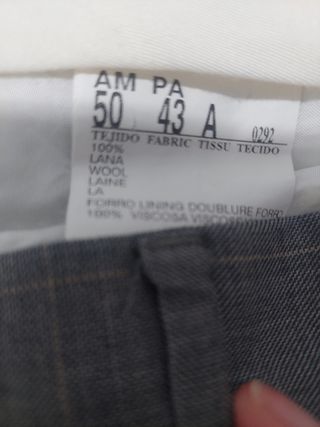 AM PA
50 43 A 0292
TEJIDO FABRIC TISSU TECIDO
100%
LANA
WOOL
LAINE
LA
FORRO LINING DOUBLURE FORRO
100% VISCOSA